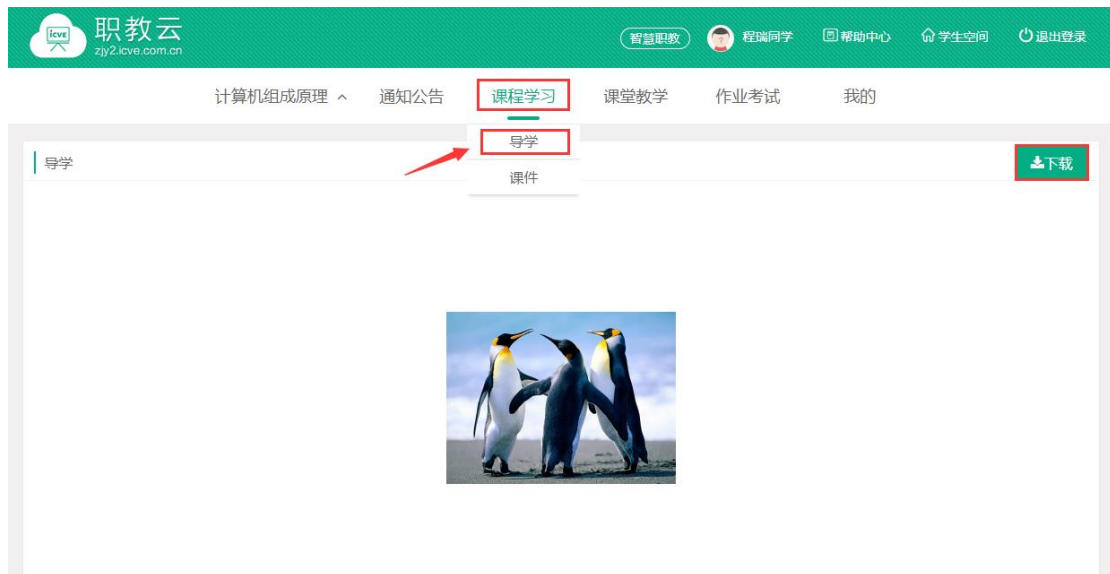 icve 职教云 智慧职教 程瑞同学 帮助中心 学生空间 退出登录
zjy2.icve.com.cn
计算机组成原理 通知公告 课程学习 课堂教学 作业考试 我的
导学
导学 下载
课件